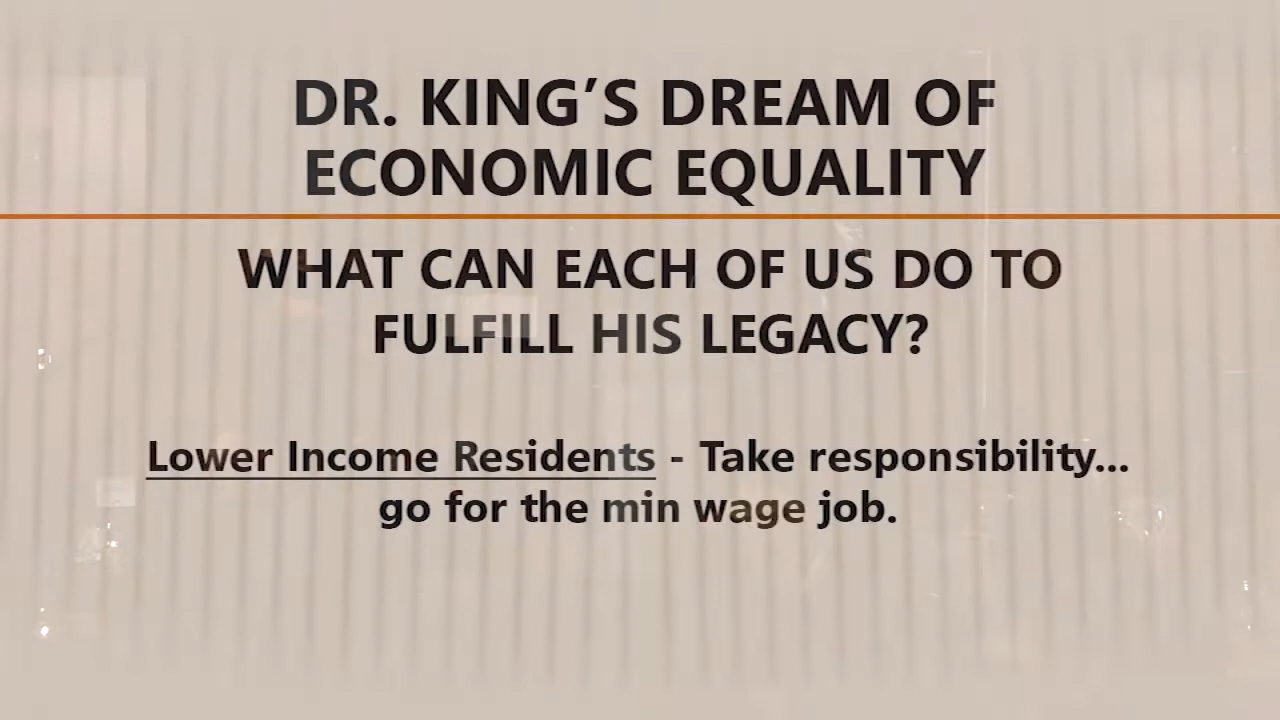 DR. KING’S DREAM OF
ECONOMIC EQUALITY
WHAT CAN EACH OF US DO TO
FULFILL HIS LEGACY?
Lower Income Residents - Take responsibility...
go for the min wage job.